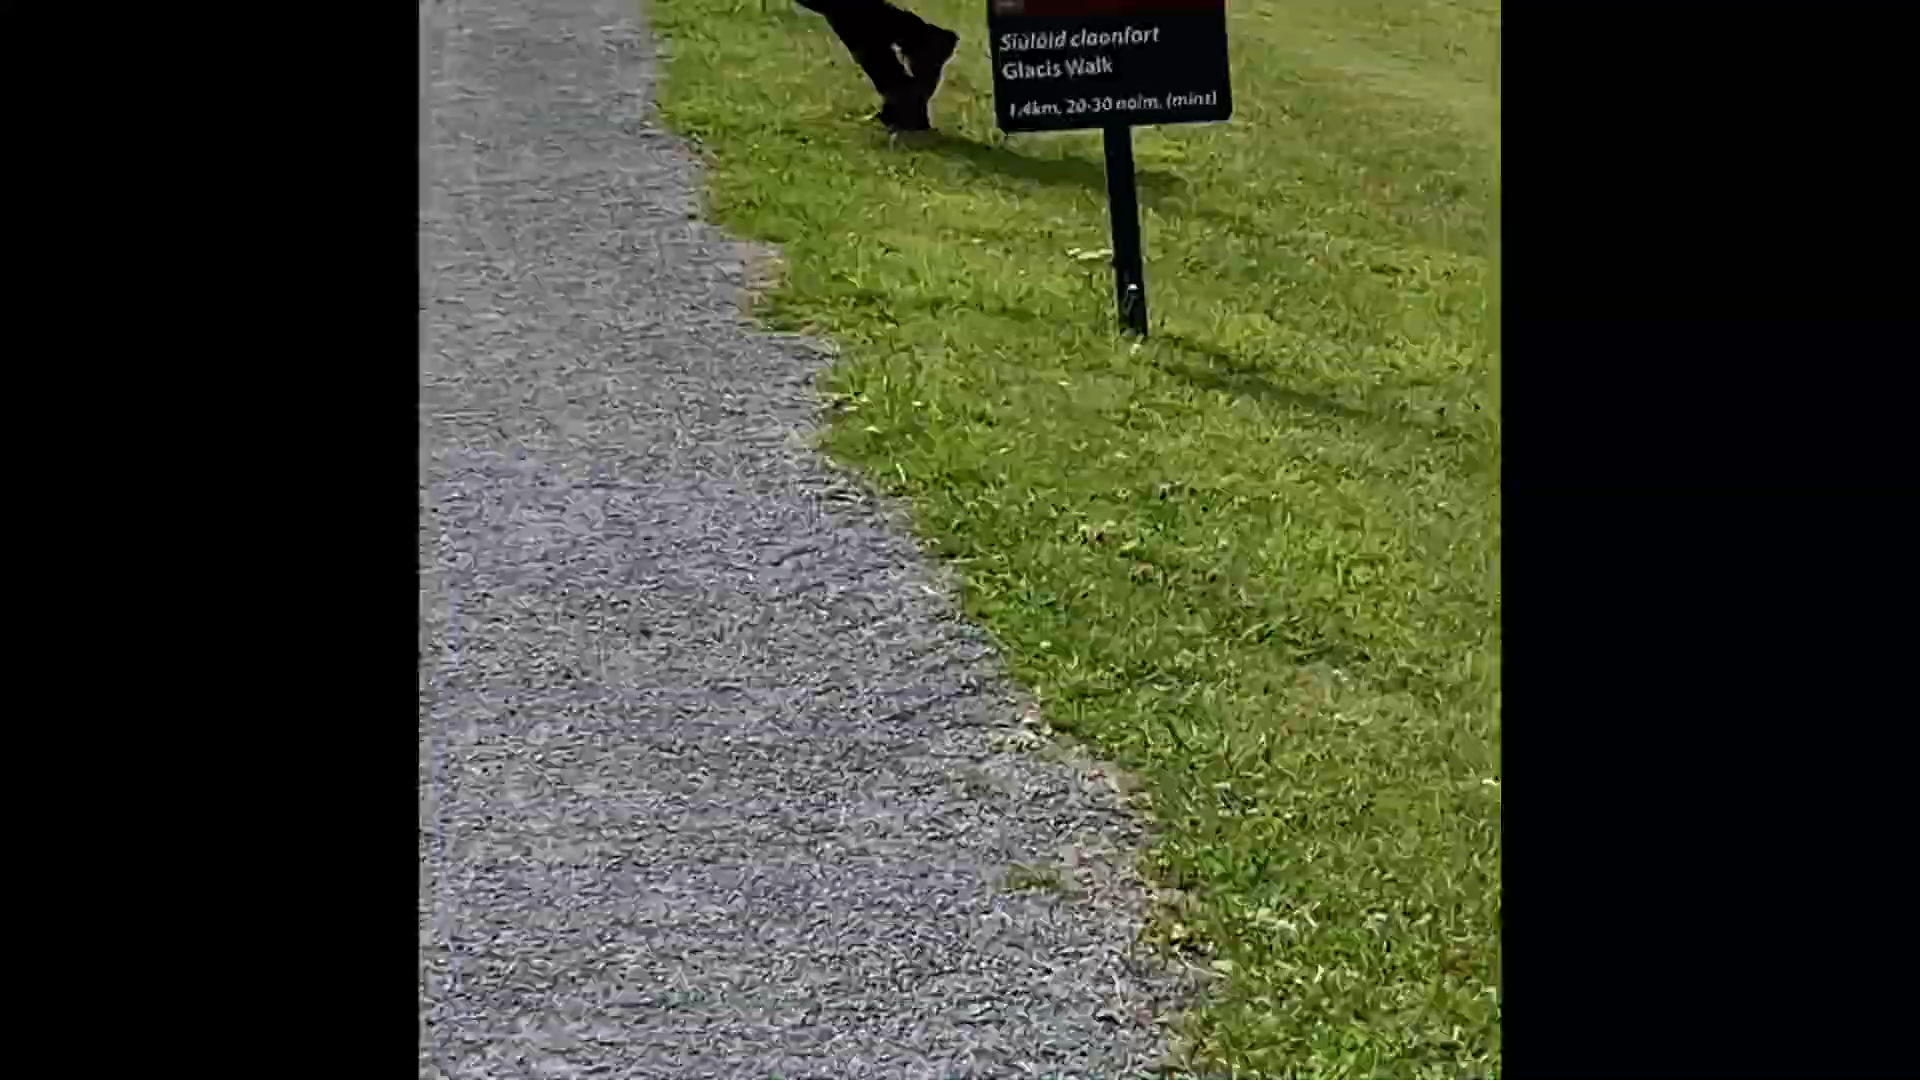 Siúlóid claonfort
Glacis Walk
1.4km, 20-30 nóim. (mins)